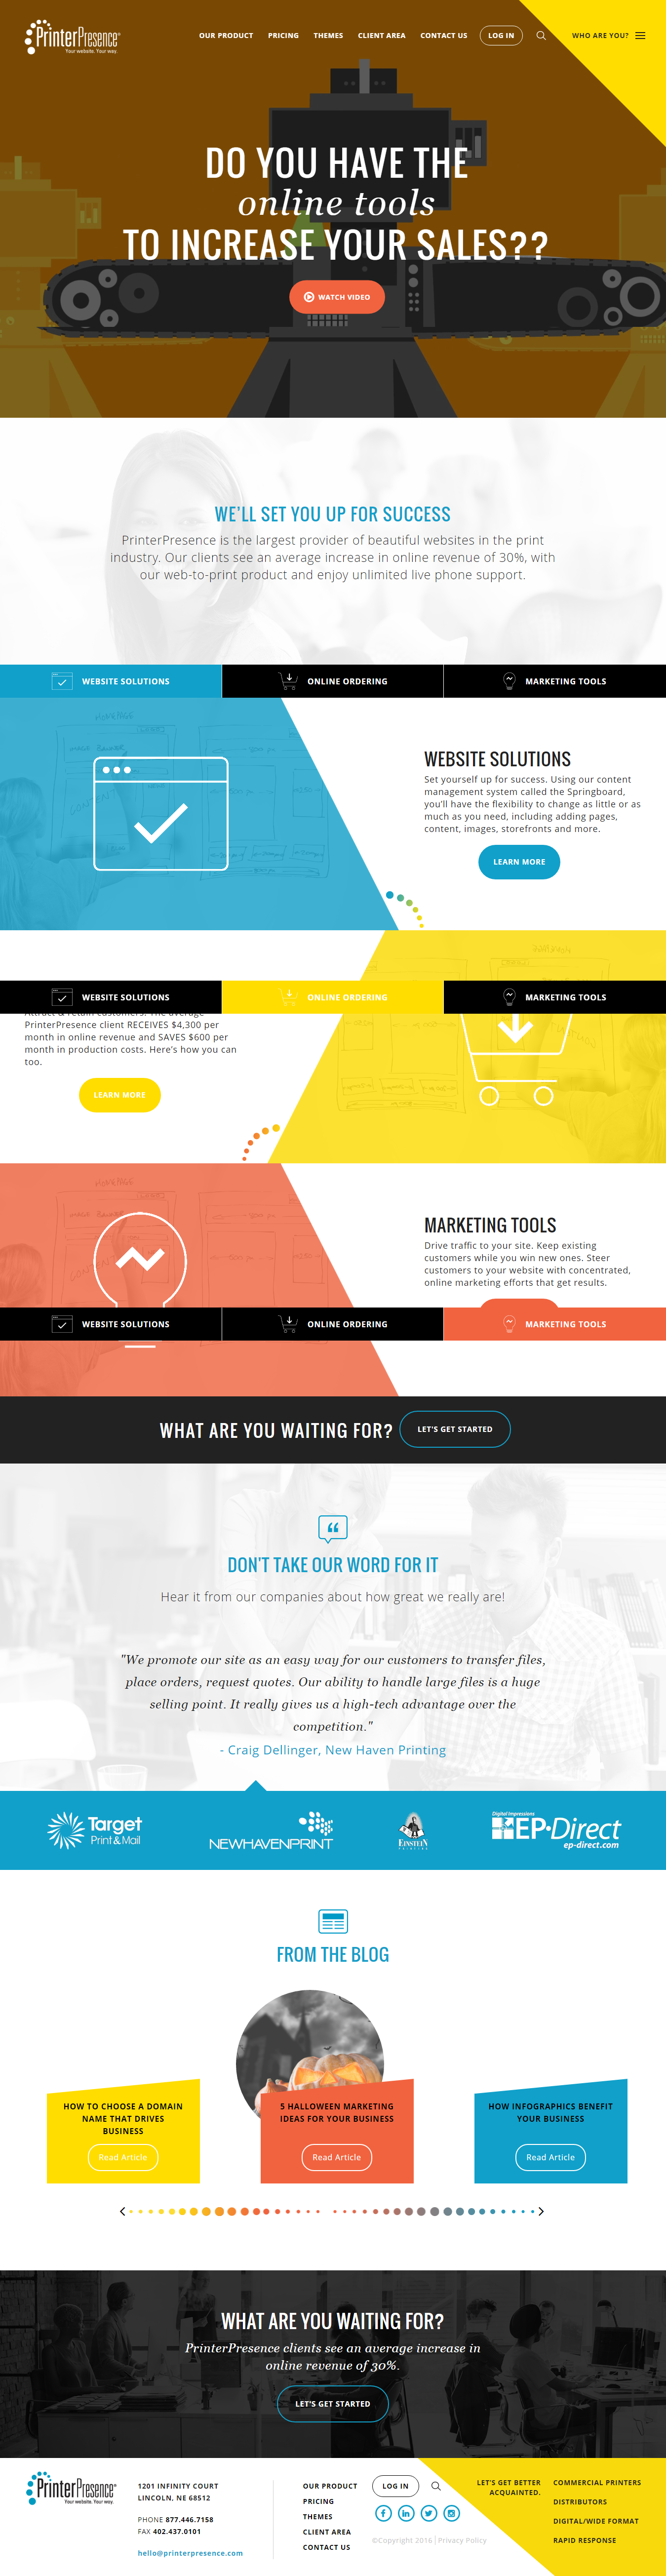 PrinterPresence
Your website. Your way.
OUR PRODUCT
PRICING
THEMES
CLIENT AREA
CONTACT US
LOG IN
WHO ARE YOU?
DO YOU HAVE THE
online tools
TO INCREASE YOUR SALES??
WATCH VIDEO
WE'LL SET YOU UP FOR SUCCESS
PrinterPresence is the largest provider of beautiful websites in the print
industry. Our clients see an average increase in online revenue of 30%, with
our web-to-print product and enjoy unlimited live phone support.
WEBSITE SOLUTIONS
ONLINE ORDERING
MARKETING TOOLS
WEBSITE SOLUTIONS
Set yourself up for success. Using our content
management system called the Springboard,
you'll have the flexibility to change as little or as
much as you need, including adding pages,
content, images, storefronts and more.
LEARN MORE
WEBSITE SOLUTIONS
ONLINE ORDERING
MARKETING TOOLS
Attract & retain customers. The average
PrinterPresence client RECEIVES $4,300 per
month in online revenue and SAVES $600 per
month in production costs. Here's how you can
too.
LEARN MORE
MARKETING TOOLS
Drive traffic to your site. Keep existing
customers while you win new ones. Steer
customers to your website with concentrated,
online marketing efforts that get results.
WEBSITE SOLUTIONS
ONLINE ORDERING
MARKETING TOOLS
WHAT ARE YOU WAITING FOR?
LET'S GET STARTED
DON'T TAKE OUR WORD FOR IT
Hear it from our companies about how great we really are!
"We promote our site as an easy way for our customers to transfer files,
place orders, request quotes. Our ability to handle large files is a huge
selling point. It really gives us a high-tech advantage over the
competition."
- Craig Dellinger, New Haven Printing
Target
Print & Mail
NEWHAVENPRINT
EINSTEIN
PRINTING
Digital Impressions
EP·Direct
ep-direct.com
FROM THE BLOG
HOW TO CHOOSE A DOMAIN
NAME THAT DRIVES
BUSINESS
Read Article
5 HALLOWEEN MARKETING
IDEAS FOR YOUR BUSINESS
Read Article
HOW INFOGRAPHICS BENEFIT
YOUR BUSINESS
Read Article
WHAT ARE YOU WAITING FOR?
PrinterPresence clients see an average increase in
online revenue of 30%.
LET'S GET STARTED
PrinterPresence
Your website. Your way.
1201 INFINITY COURT
LINCOLN, NE 68512
PHONE 877.446.7158
FAX 402.437.0101
hello@printerpresence.com
OUR PRODUCT
PRICING
THEMES
CLIENT AREA
CONTACT US
LOG IN
©Copyright 2016 | Privacy Policy
LET'S GET BETTER
ACQUAINTED.
COMMERCIAL PRINTERS
DISTRIBUTORS
DIGITAL/WIDE FORMAT
RAPID RESPONSE